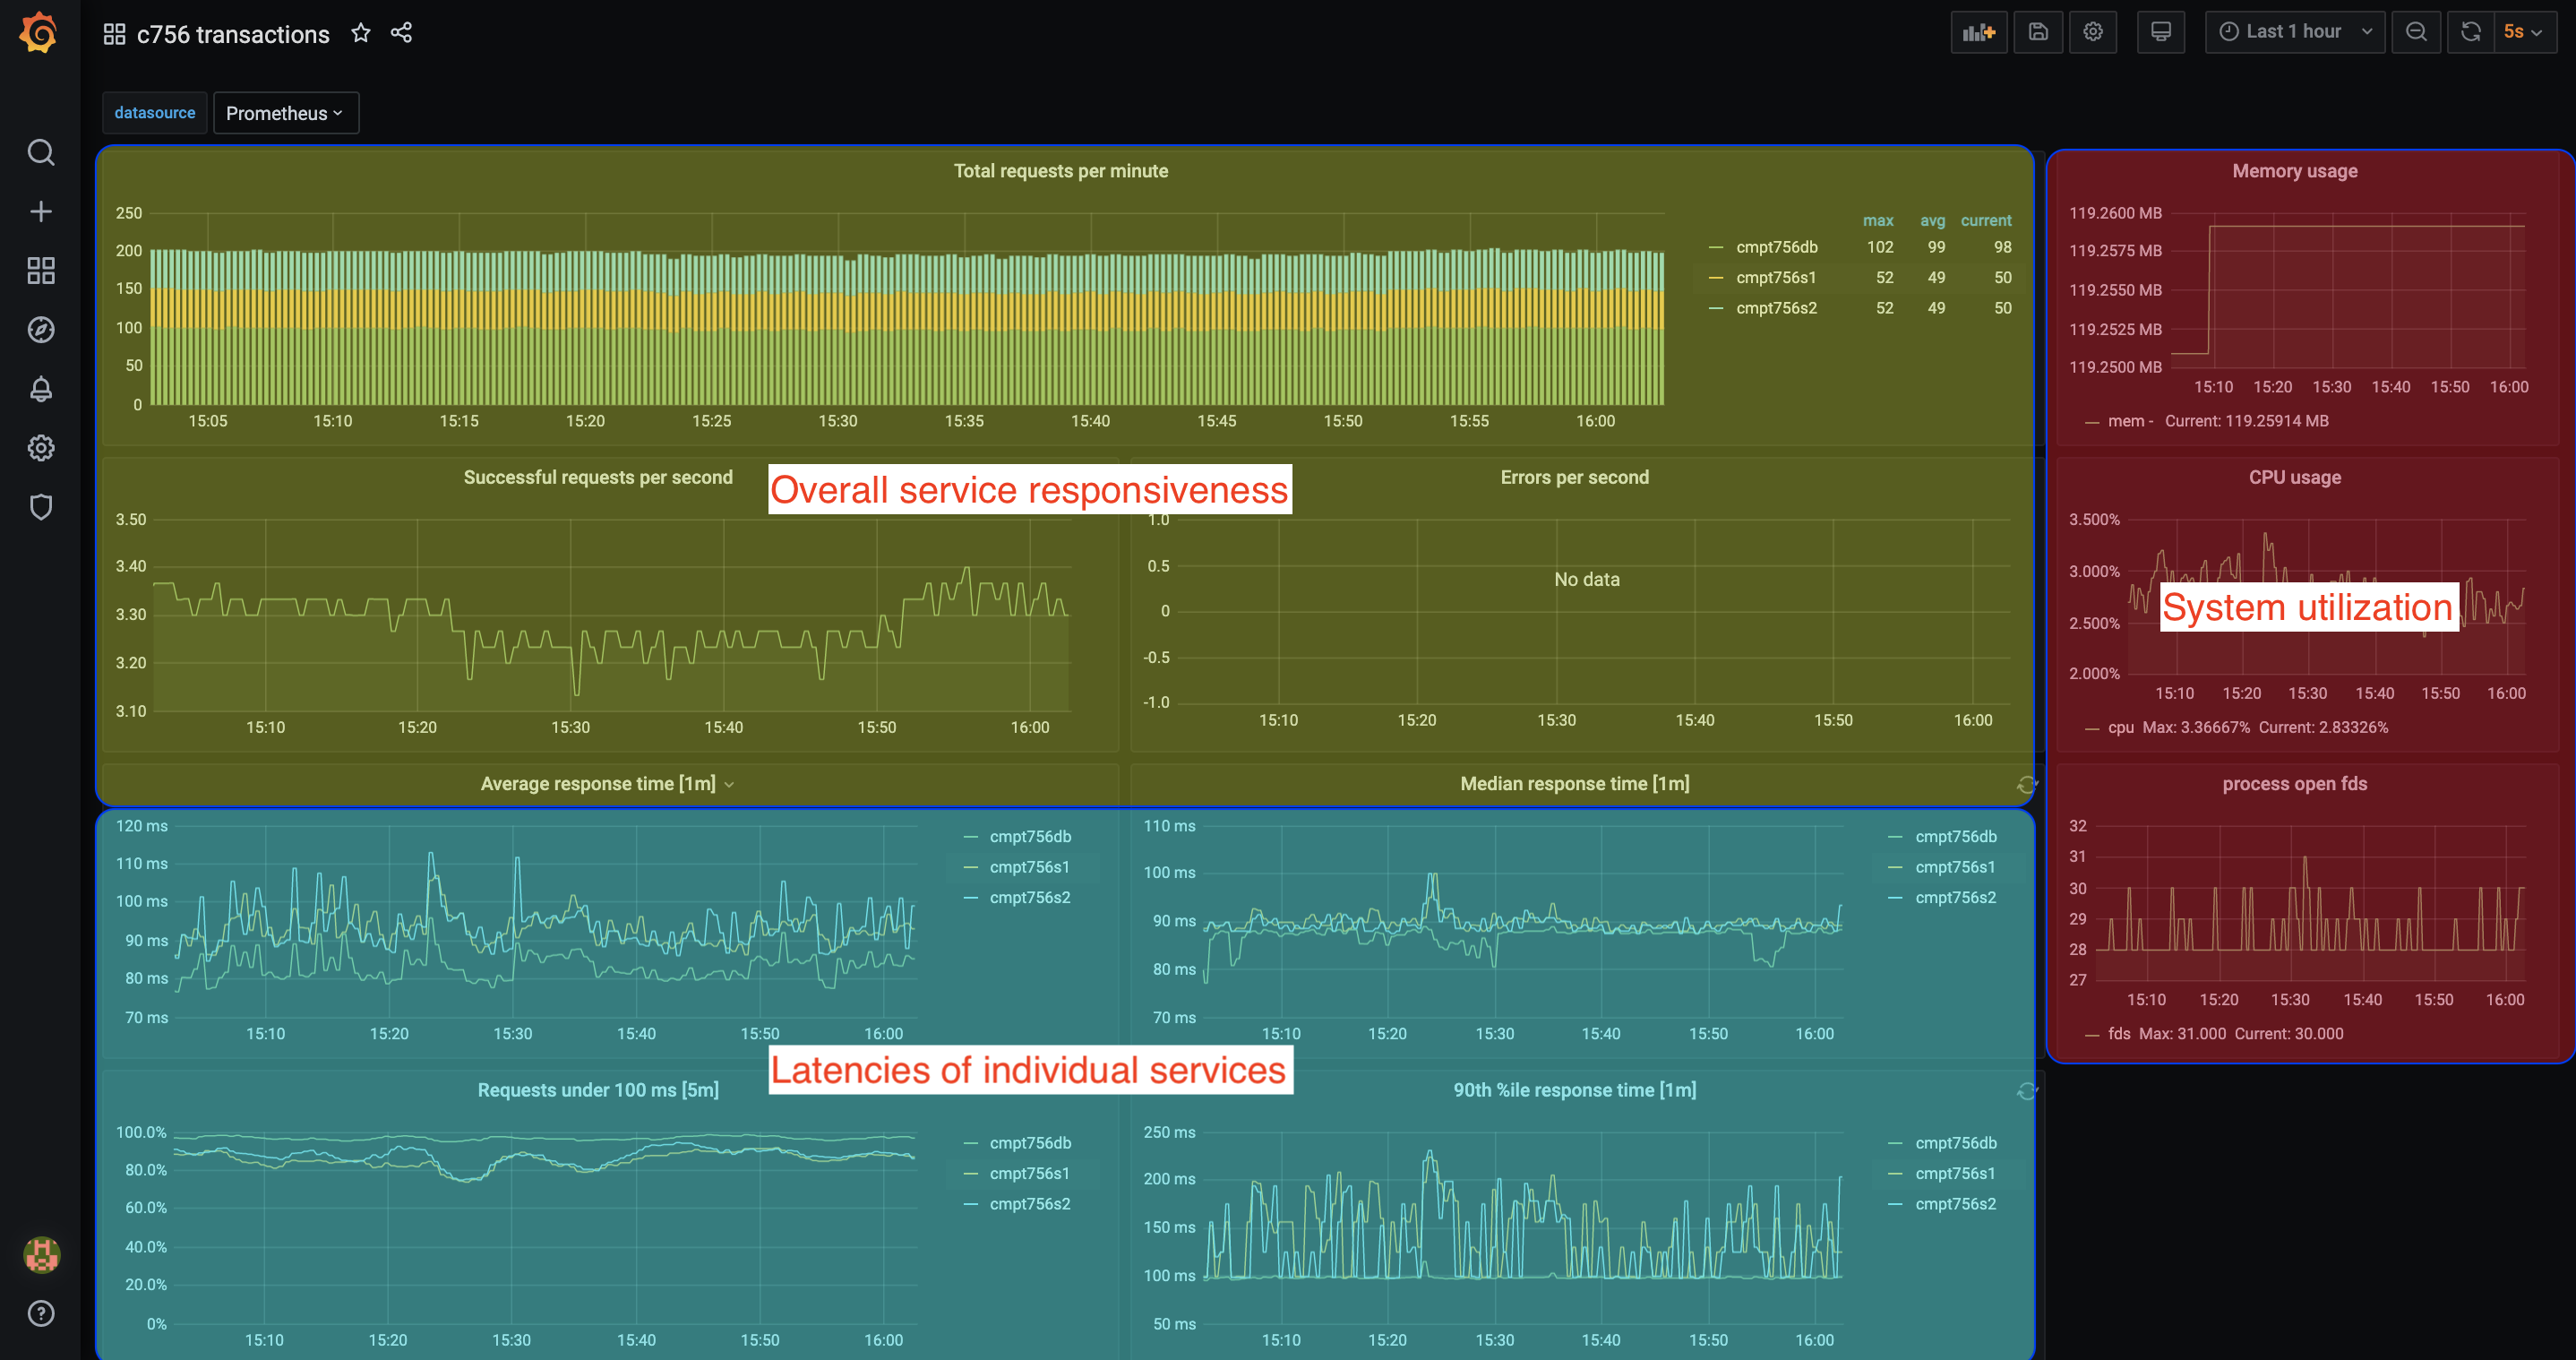 c756 transactions
Last 1 hour
5s
datasource
Prometheus
Total requests per minute
250
200
150
100
50
0
15:05 15:10 15:15 15:20 15:25 15:30 15:35 15:40 15:45 15:50 15:55 16:00
max avg current
cmpt756db 102 99 98
cmpt756s1 52 49 50
cmpt756s2 52 49 50
Memory usage
119.2600 MB
119.2575 MB
119.2550 MB
119.2525 MB
119.2500 MB
15:10 15:20 15:30 15:40 15:50 16:00
mem - Current: 119.25914 MB
Successful requests per second
3.50
3.40
3.30
3.20
3.10
15:10 15:20 15:30 15:40 15:50 16:00
Overall service responsiveness
Errors per second
1.0
0.5
0
-0.5
-1.0
No data
15:10 15:20 15:30 15:40 15:50 16:00
CPU usage
3.500%
3.000%
2.500%
2.000%
System utilization
15:10 15:20 15:30 15:40 15:50 16:00
cpu Max: 3.36667% Current: 2.83326%
Average response time [1m]
120 ms
110 ms
100 ms
90 ms
80 ms
70 ms
15:10 15:20 15:30 15:40 15:50 16:00
cmpt756db
cmpt756s1
cmpt756s2
Median response time [1m]
110 ms
100 ms
90 ms
80 ms
70 ms
15:10 15:20 15:30 15:40 15:50 16:00
cmpt756db
cmpt756s1
cmpt756s2
process open fds
32
31
30
29
28
27
15:10 15:20 15:30 15:40 15:50 16:00
fds Max: 31.000 Current: 30.000
Latencies of individual services
Requests under 100 ms [5m]
100.0%
80.0%
60.0%
40.0%
20.0%
0%
15:10 15:20 15:30 15:40 15:50 16:00
cmpt756db
cmpt756s1
cmpt756s2
90th %ile response time [1m]
250 ms
200 ms
150 ms
100 ms
50 ms
15:10 15:20 15:30 15:40 15:50 16:00
cmpt756db
cmpt756s1
cmpt756s2